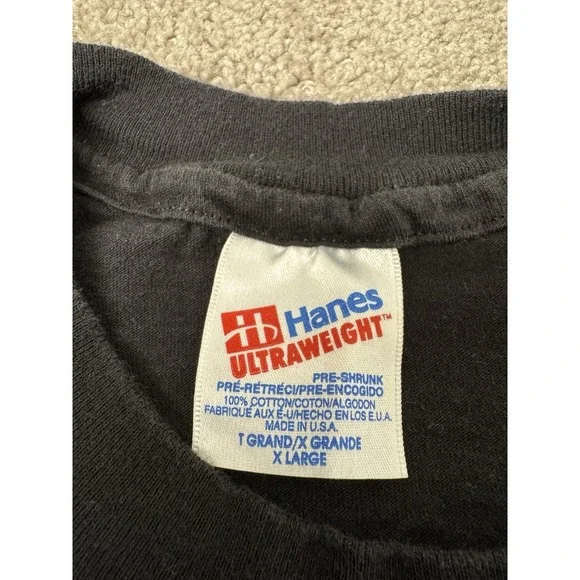 Hanes
ULTRAWEIGHT™
PRE-SHRUNK
PRÉ-RÉTRÉCI/PRE-ENCOGIDO
100% COTTON/COTON/ALGODON
FABRIQUÉ AUX É-U/HECHO EN LOS E.U.A.
MADE IN U.S.A.
T GRAND/X GRANDE
X LARGE